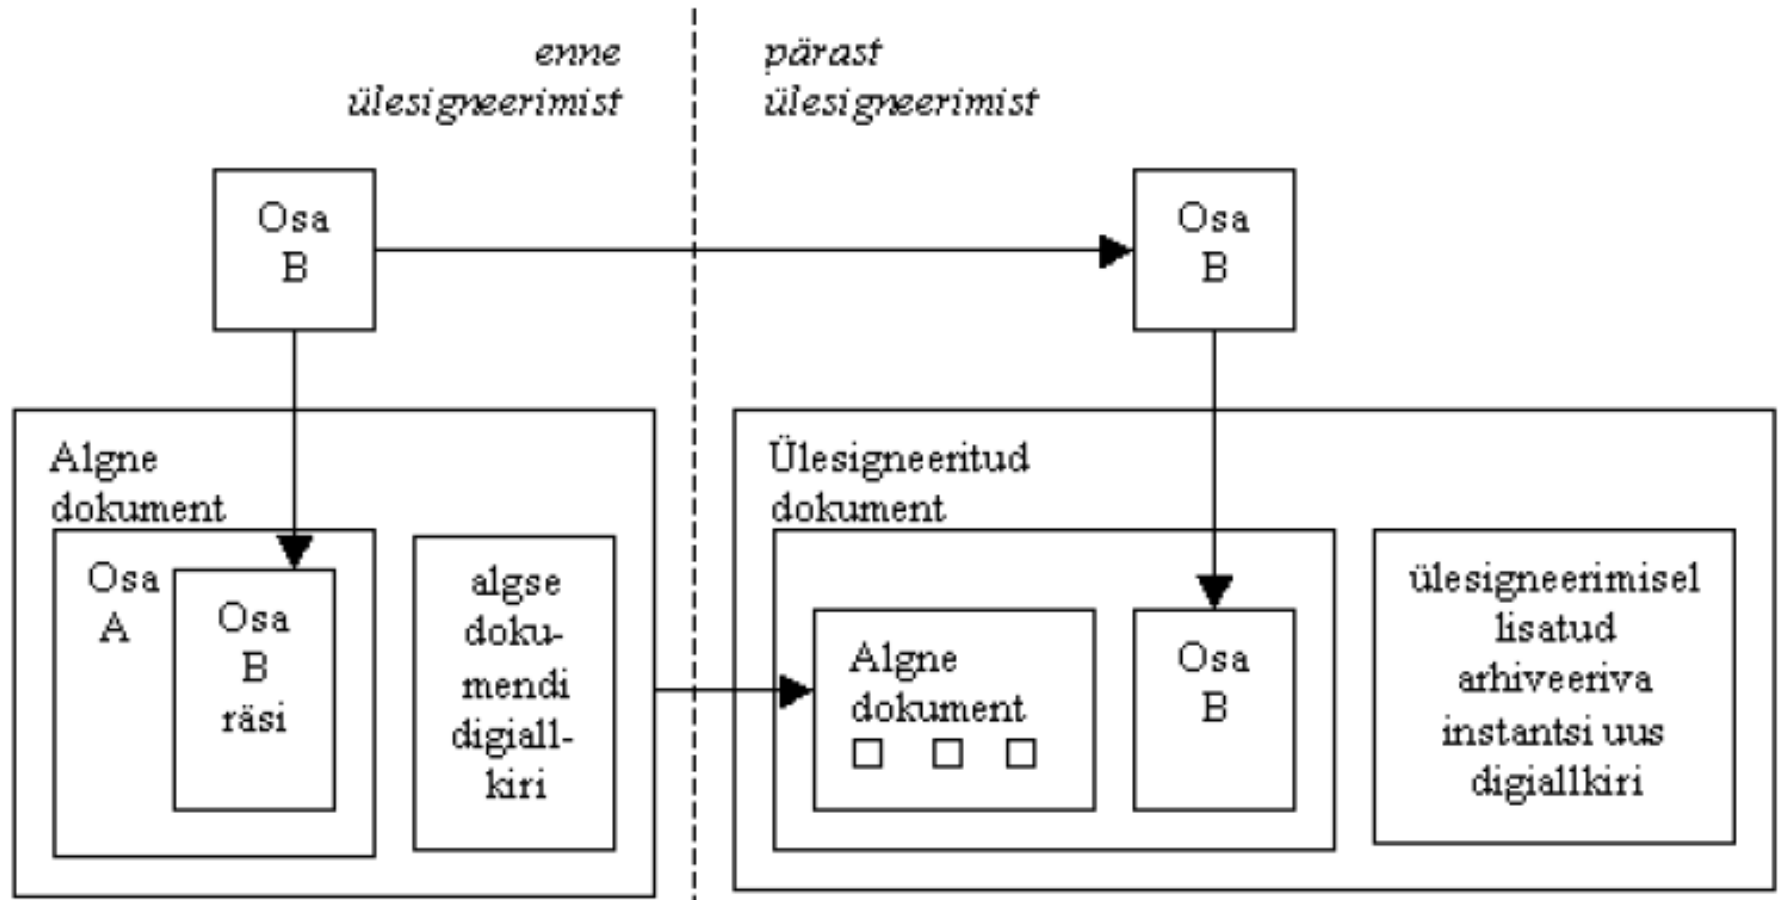 enne
ülesigneerimist
pärast
ülesigneerimist
Osa
B
Osa
B
Algne
dokument
Osa
A
Osa
B
räsi
algse
doku-
mendi
digiall-
kiri
Ülesigneeritud
dokument
Algne
dokument
Osa
B
ülesigneerimisel
lisatud
arhiveeriva
instantsi uus
digiallkiri